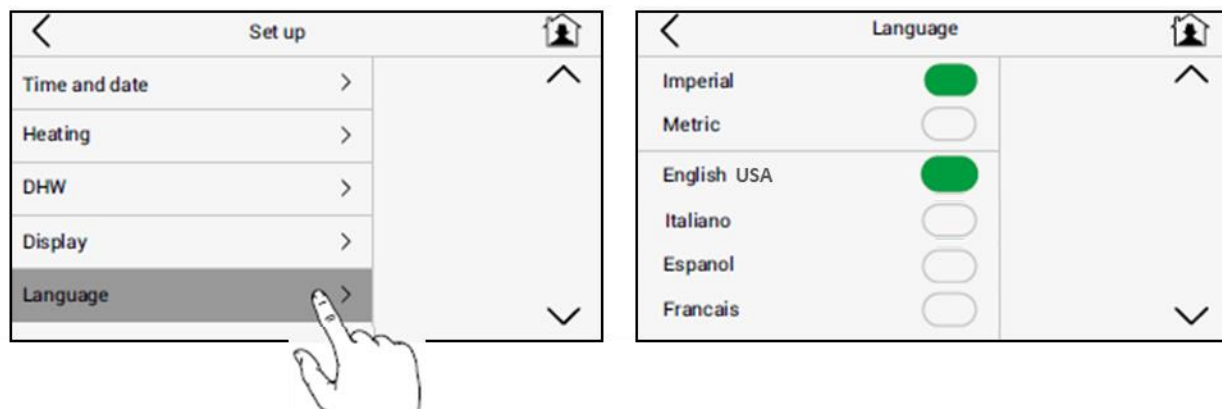 Set up
Time and date
Heating
DHW
Display
Language
Language
Imperial
Metric
English USA
Italiano
Espanol
Francais